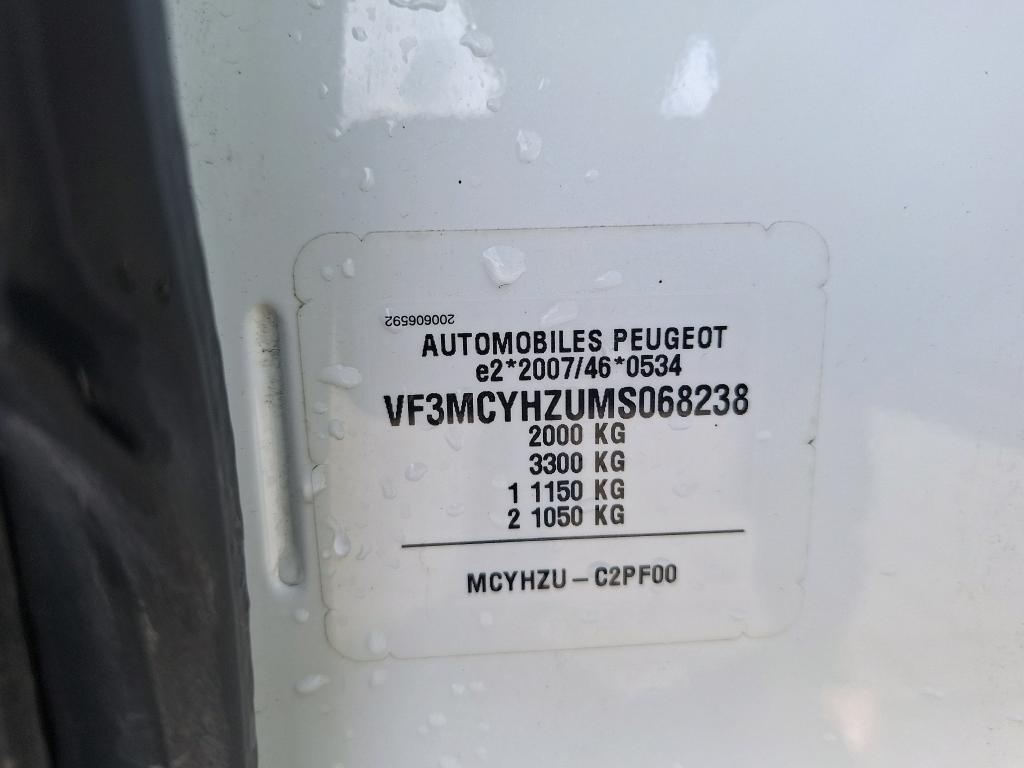 200606592
AUTOMOBILES PEUGEOT
e2*2007/46*0534
VF3MCYHZUMS068238
2000 KG
3300 KG
1 1150 KG
2 1050 KG
MCYHZU - C2PF00